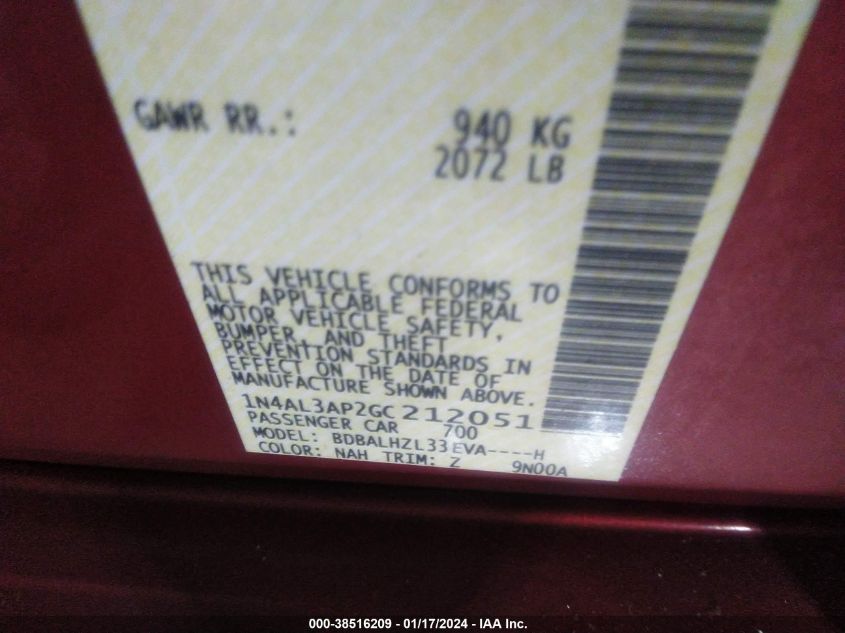 GAWR RR.: 940 KG
2072 LB
THIS VEHICLE CONFORMS TO
ALL APPLICABLE FEDERAL
MOTOR VEHICLE SAFETY,
BUMPER, AND THEFT
PREVENTION STANDARDS IN
EFFECT ON THE DATE OF
MANUFACTURE SHOWN ABOVE.
1N4AL3AP2GC212051
PASSENGER CAR 700
MODEL: BDBALHZL33EVA----H
COLOR: NAH TRIM: Z 9N00A
000-38516209 - 01/17/2024 - IAA Inc.